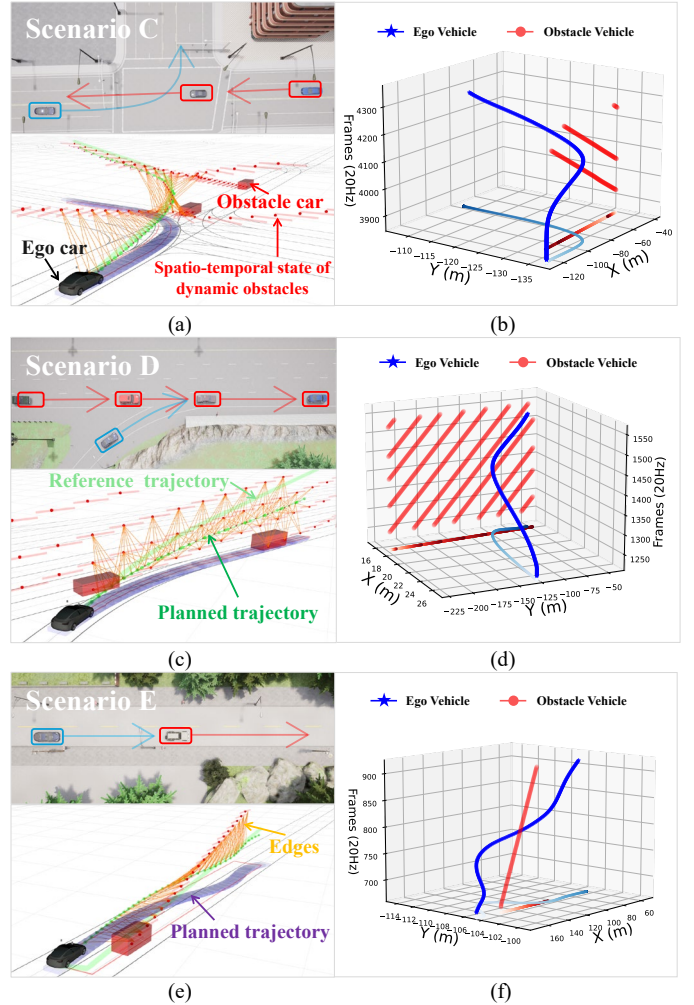 Scenario C
Obstacle car
Ego car
Spatio-temporal state of
dynamic obstacles
(a)
Ego Vehicle
Obstacle Vehicle
Frames (20Hz)
4300
4200
4100
4000
3900
−110
−115
−120
−125
−130
−135
Y (m)
−120
−100
−80
−60
−40
X (m)
(b)
Scenario D
Reference trajectory
Planned trajectory
(c)
Ego Vehicle
Obstacle Vehicle
1550
1500
1450
1400
1350
1300
1250
Frames (20Hz)
16
18
20
22
24
26
X (m)
−225
−200
−175
−150
−125
−100
−75
−50
Y (m)
(d)
Scenario E
Edges
Planned trajectory
(e)
Ego Vehicle
Obstacle Vehicle
Frames (20Hz)
900
850
800
750
700
−114
−112
−110
−108
−106
−104
−102
−100
Y (m)
160
140
120
100
80
60
X (m)
(f)